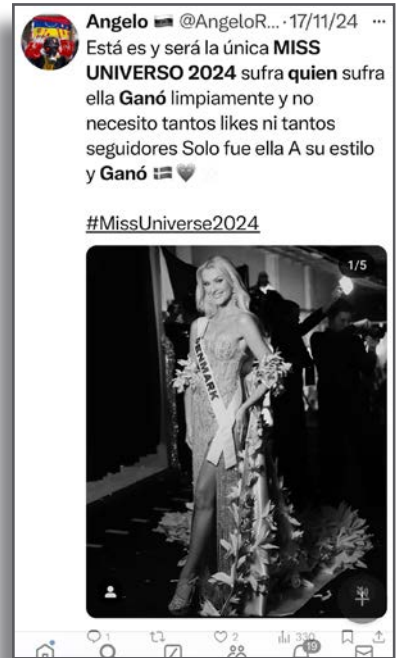 Angelo @AngeloR... · 17/11/24 ···
Está es y será la única MISS
UNIVERSO 2024 sufra quien sufra
ella Ganó limpiamente y no
necesito tantos likes ni tantos
seguidores Solo fue ella A su estilo
y Ganó
#MissUniverse2024
1/5
ENMARK
1 2 330
19